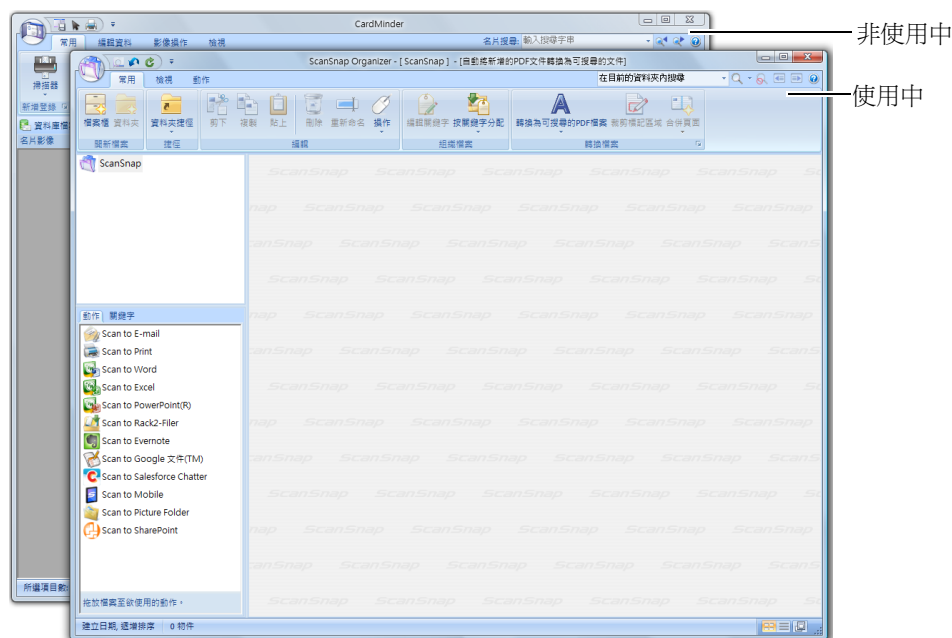 CardMinder
非使用中
常用 編輯資料 影像操作 檢視 名片搜尋: 輸入搜尋字串
ScanSnap Organizer - [ ScanSnap ] - [自動將新增的PDF文件轉換為可搜尋的文件]
掃描器
常用 檢視 動作 在目前的資料夾內搜尋
使用中
新增登錄
檔案櫃 資料夾 資料夾捷徑 剪下 複製 貼上 刪除 重新命名 操作 編輯關鍵字 按關鍵字分配 轉換為可搜尋的PDF檔案 裁剪標記區域 合併頁面
資料庫檔
名片影像
開新檔案 捷徑 編輯 組織檔案 轉換檔案
ScanSnap
動作 關鍵字
Scan to E-mail
Scan to Print
Scan to Word
Scan to Excel
Scan to PowerPoint(R)
Scan to Rack2-Filer
Scan to Evernote
Scan to Google 文件(TM)
Scan to Salesforce Chatter
Scan to Mobile
Scan to Picture Folder
Scan to SharePoint
所選項目數
拖放檔案至欲使用的動作。
建立日期, 遞增排序 0 物件